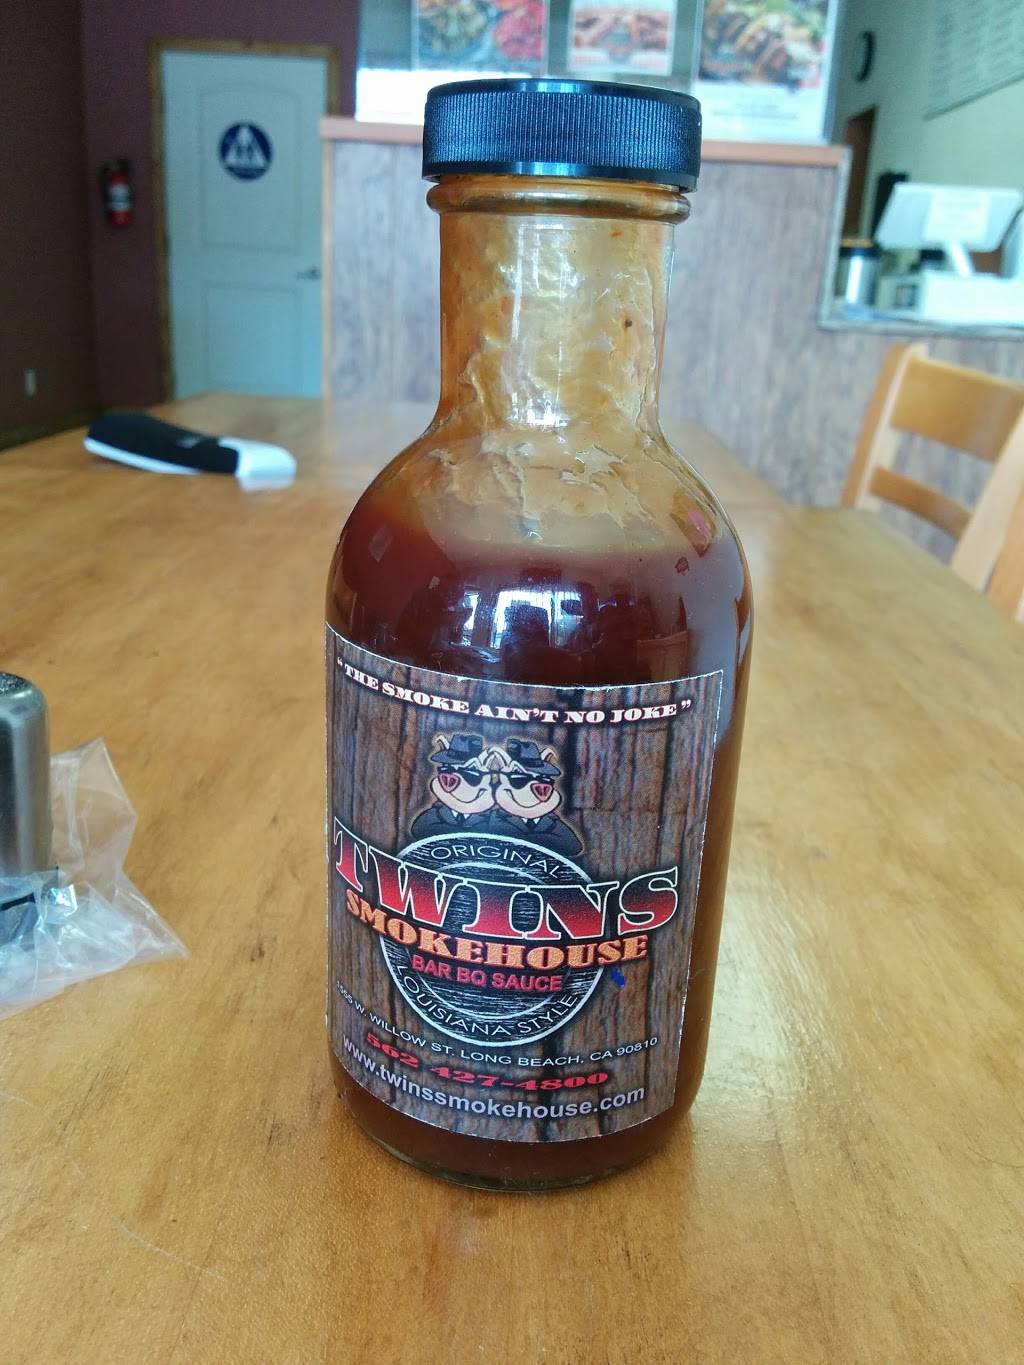 "THE SMOKE AIN'T NO JOKE"
ORIGINAL
TWINS
SMOKEHOUSE
BAR BQ SAUCE
LOUISIANA STYLE
W. WILLOW ST. LONG BEACH, CA 90810
562 427-4800
www.twinssmokehouse.com